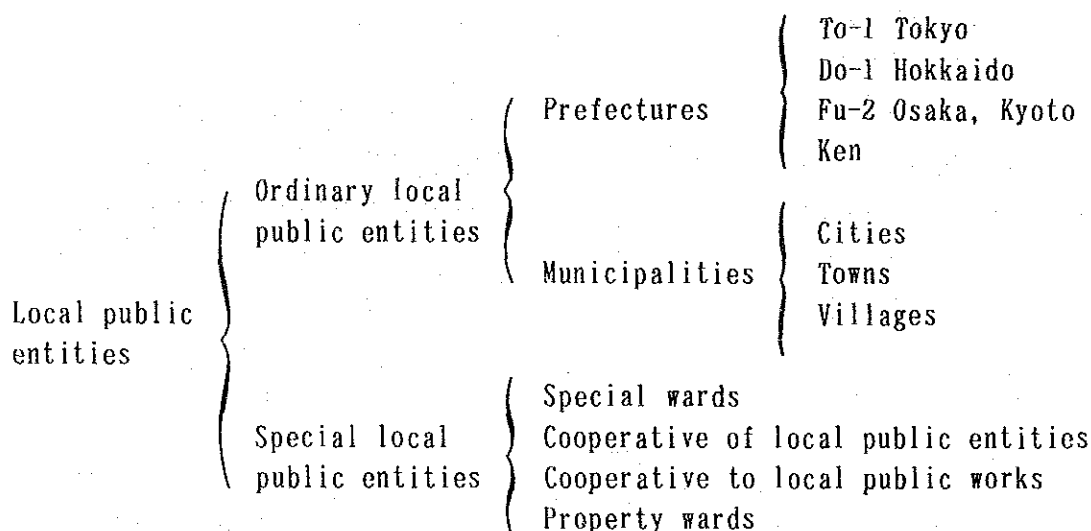 Local public
entities
Ordinary local
public entities
Prefectures
To-1 Tokyo
Do-1 Hokkaido
Fu-2 Osaka, Kyoto
Ken
Municipalities
Cities
Towns
Villages
Special local
public entities
Special wards
Cooperative of local public entities
Cooperative to local public works
Property wards